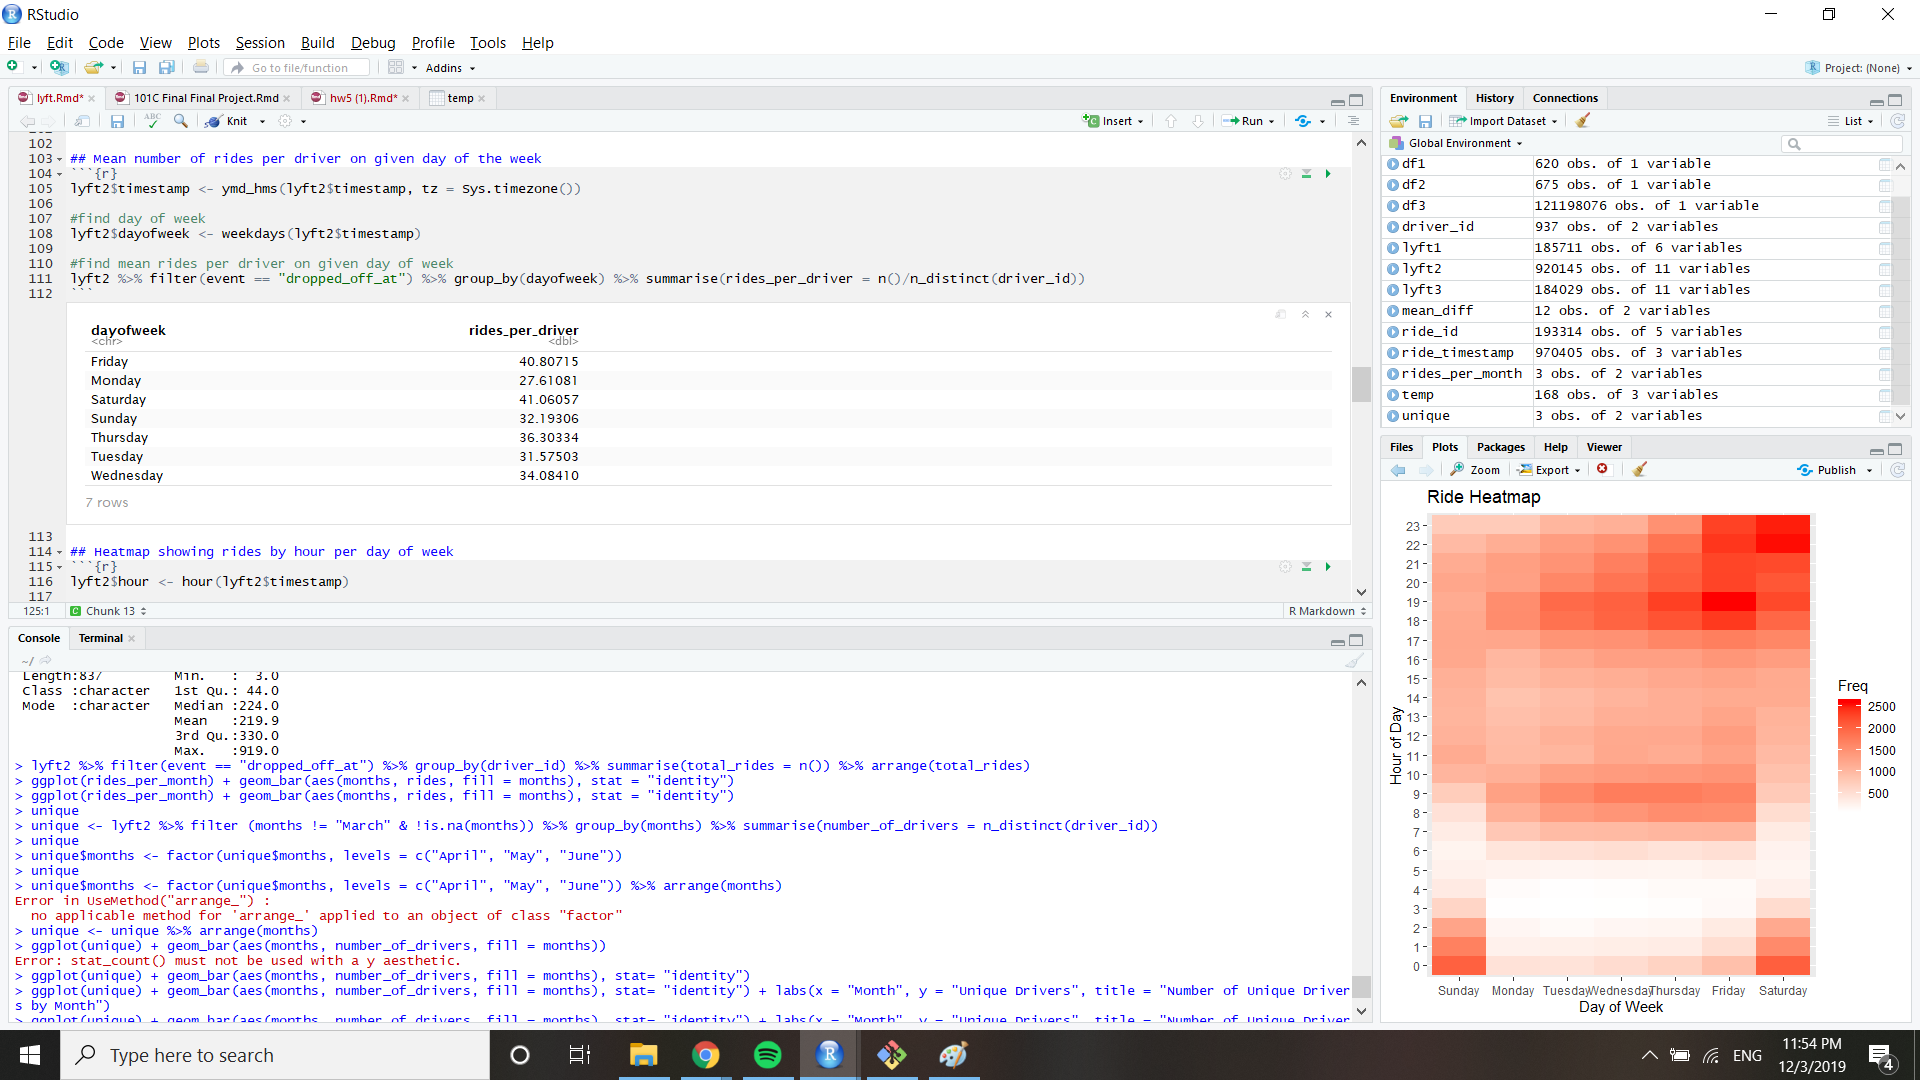 RStudio
File Edit Code View Plots Session Build Debug Profile Tools Help
Go to file/function Addins Project: (None)
lyft.Rmd* 101C Final Final Project.Rmd hw5 (1).Rmd* temp
ABC Knit Insert Run
102
103 ## Mean number of rides per driver on given day of the week
104 ```{r}
105 lyft2$timestamp <- ymd_hms(lyft2$timestamp, tz = Sys.timezone())
106
107 #find day of week
108 lyft2$dayofweek <- weekdays(lyft2$timestamp)
109
110 #find mean rides per driver on given day of week
111 lyft2 %>% filter(event == "dropped_off_at") %>% group_by(dayofweek) %>% summarise(rides_per_driver = n()/n_distinct(driver_id))
112 ```
dayofweek rides_per_driver
<chr> <dbl>
Friday 40.80715
Monday 27.61081
Saturday 41.06057
Sunday 32.19306
Thursday 36.30334
Tuesday 31.57503
Wednesday 34.08410
7 rows
113
114 ## Heatmap showing rides by hour per day of week
115 ```{r}
116 lyft2$hour <- hour(lyft2$timestamp)
117
125:1 Chunk 13 R Markdown
Console Terminal
~/
Length:837 Min. : 3.0
Class :character 1st Qu.: 44.0
Mode :character Median :224.0
Mean :219.9
3rd Qu.:330.0
Max. :919.0
> lyft2 %>% filter(event == "dropped_off_at") %>% group_by(driver_id) %>% summarise(total_rides = n()) %>% arrange(total_rides)
> ggplot(rides_per_month) + geom_bar(aes(months, rides, fill = months), stat = "identity")
> ggplot(rides_per_month) + geom_bar(aes(months, rides, fill = months), stat = "identity")
> unique
> unique <- lyft2 %>% filter (months != "March" & !is.na(months)) %>% group_by(months) %>% summarise(number_of_drivers = n_distinct(driver_id))
> unique
> unique$months <- factor(unique$months, levels = c("April", "May", "June"))
> unique
> unique$months <- factor(unique$months, levels = c("April", "May", "June")) %>% arrange(months)
Error in UseMethod("arrange_") :
no applicable method for 'arrange_' applied to an object of class "factor"
> unique <- unique %>% arrange(months)
> ggplot(unique) + geom_bar(aes(months, number_of_drivers, fill = months))
Error: stat_count() must not be used with a y aesthetic.
> ggplot(unique) + geom_bar(aes(months, number_of_drivers, fill = months), stat= "identity")
> ggplot(unique) + geom_bar(aes(months, number_of_drivers, fill = months), stat= "identity") + labs(x = "Month", y = "Unique Drivers", title = "Number of Unique Driver
s by Month")
> ggplot(unique) + geom_bar(aes(months, number_of_drivers, fill = months), stat= "identity") + labs(x = "Month", y = "Unique Drivers", title = "Number of Unique Driver
Environment History Connections
Import Dataset List
Global Environment
df1 620 obs. of 1 variable
df2 675 obs. of 1 variable
df3 121198076 obs. of 1 variable
driver_id 937 obs. of 2 variables
lyft1 185711 obs. of 6 variables
lyft2 920145 obs. of 11 variables
lyft3 184029 obs. of 11 variables
mean_diff 12 obs. of 2 variables
ride_id 193314 obs. of 5 variables
ride_timestamp 970405 obs. of 3 variables
rides_per_month 3 obs. of 2 variables
temp 168 obs. of 3 variables
unique 3 obs. of 2 variables
Files Plots Packages Help Viewer
Zoom Export Publish
Ride Heatmap
23
22
21
20
19
18
17
16
15
14
13
12
11
10
9
8
7
6
5
4
3
2
1
0
Hour of Day
Sunday Monday Tuesday Wednesday Thursday Friday Saturday
Day of Week
Freq
2500
2000
1500
1000
500
Type here to search
ENG
11:54 PM
12/3/2019
4